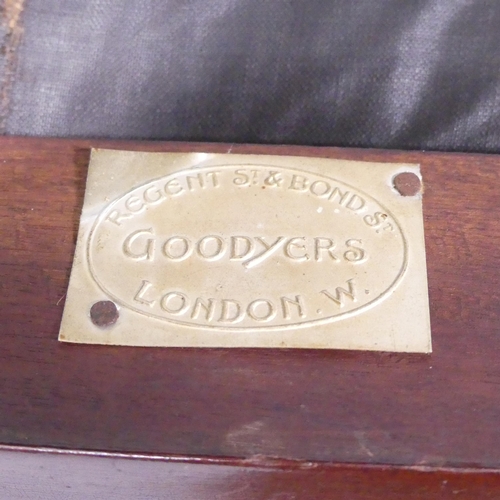 REGENT ST. & BOND ST.
GOODYERS
LONDON. W.